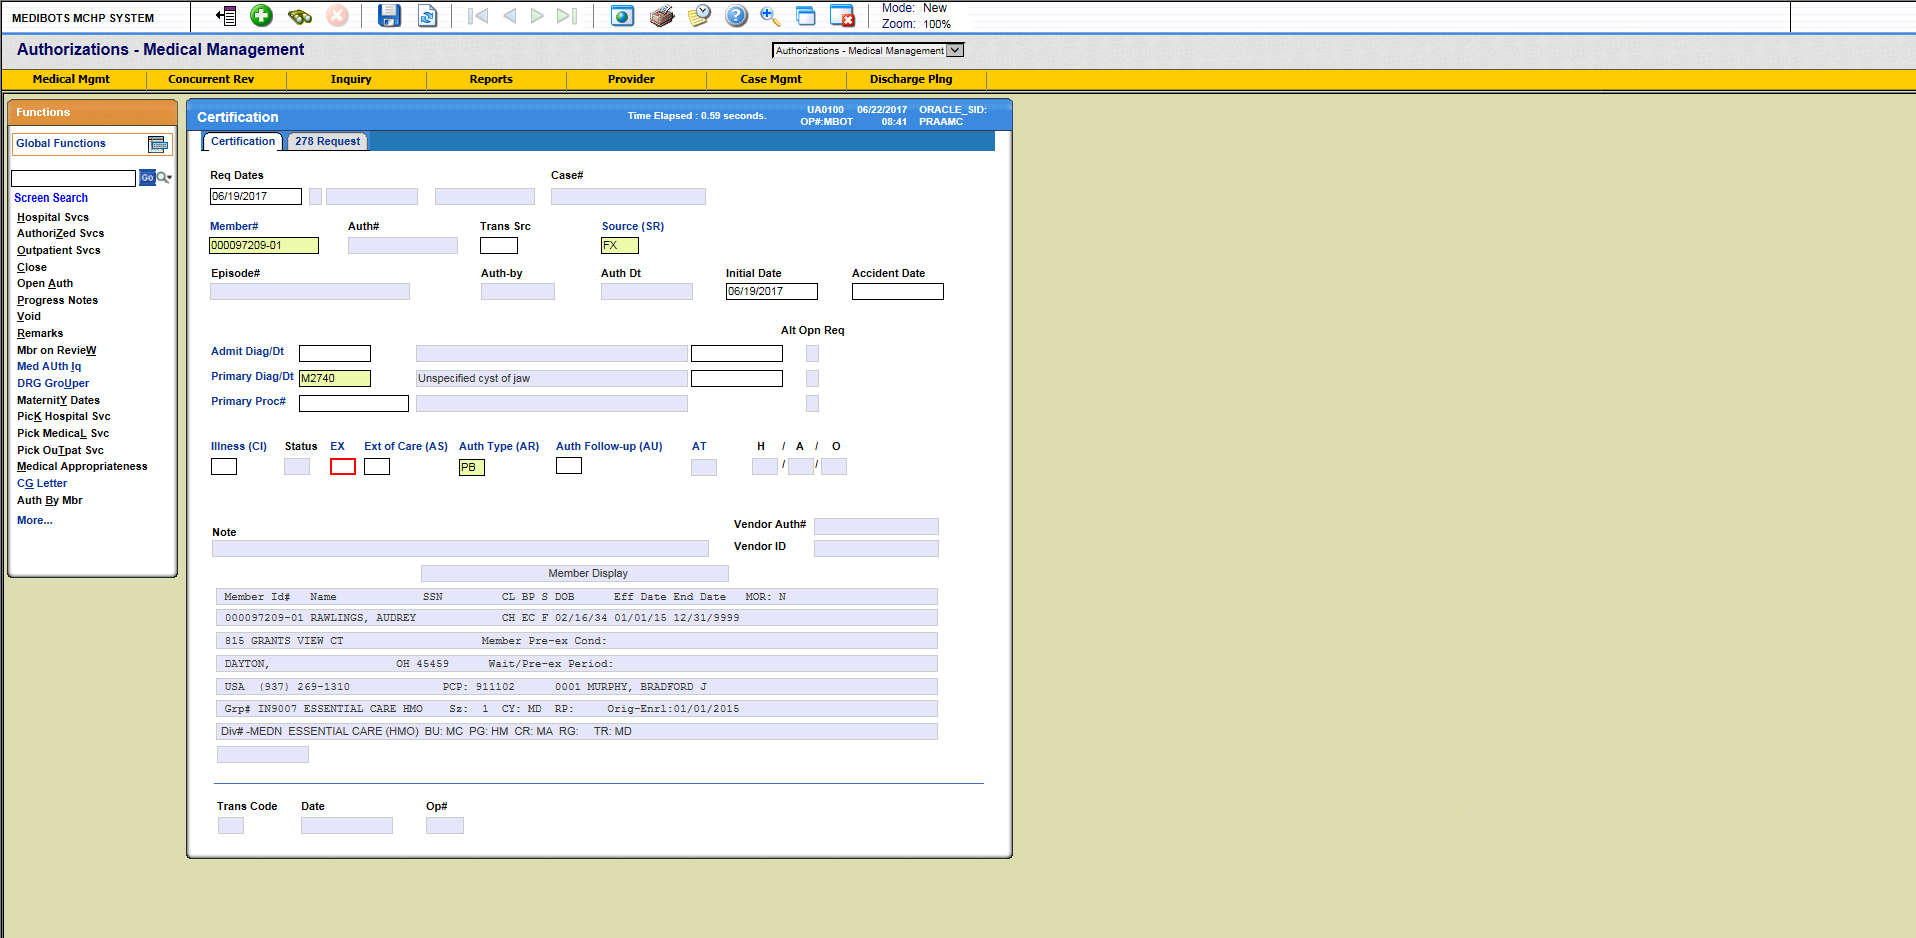 MEDIBOTS MCHP SYSTEM
Mode: New
Zoom: 100%
Authorizations - Medical Management
Authorizations - Medical Management
Medical Mgmt
Concurrent Rev
Inquiry
Reports
Provider
Case Mgmt
Discharge Plng
Functions
Global Functions
Go
Screen Search
Hospital Svcs
AuthoriZed Svcs
Outpatient Svcs
Close
Open Auth
Progress Notes
Void
Remarks
Mbr on RevieW
Med AUth Iq
DRG GroUper
MaternitY Dates
PicK Hospital Svc
Pick MedicaL Svc
Pick OuTpat Svc
Medical Appropriateness
CG Letter
Auth By Mbr
More...
Certification
Time Elapsed : 0.59 seconds.
UA0100 06/22/2017 ORACLE_SID:
OP#:MBOT 08:41 PRAAMC
Certification
278 Request
Req Dates Case#
06/19/2017
Member# Auth# Trans Src Source (SR)
000097209-01 FX
Episode# Auth-by Auth Dt Initial Date Accident Date
06/19/2017
Alt Opn Req
Admit Diag/Dt
Primary Diag/Dt M2740 Unspecified cyst of jaw
Primary Proc#
Illness (CI) Status EX Ext of Care (AS) Auth Type (AR) Auth Follow-up (AU) AT H / A / O
PB / /
Vendor Auth#
Note
Vendor ID
Member Display
Member Id# Name SSN CL BP S DOB Eff Date End Date MOR: N
000097209-01 RAWLINGS, AUDREY CH EC F 02/16/34 01/01/15 12/31/9999
815 GRANTS VIEW CT Member Pre-ex Cond:
DAYTON, OH 45459 Wait/Pre-ex Period:
USA (937) 269-1310 PCP: 911102 0001 MURPHY, BRADFORD J
Grp# IN9007 ESSENTIAL CARE HMO Sz: 1 CY: MD RP: Orig-Enrl:01/01/2015
Div# -MEDN ESSENTIAL CARE (HMO) BU: MC PG: HM CR: MA RG: TR: MD
Trans Code Date Op#